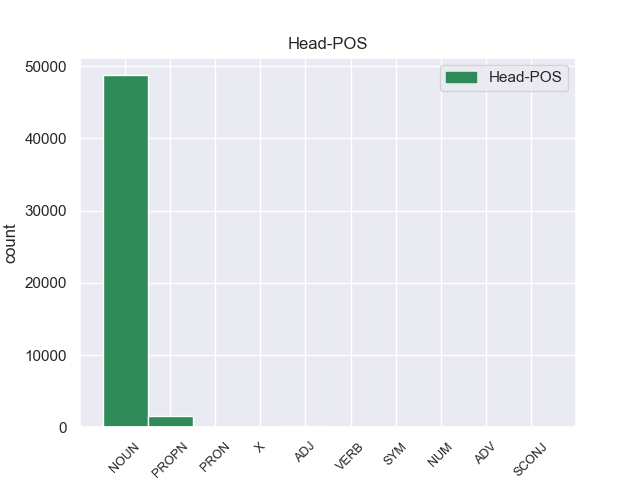 Head-POS
Head-POS
50000
40000
30000
20000
10000
0
count
NOUN PROPN PRON X ADJ VERB SYM NUM ADV SCONJ